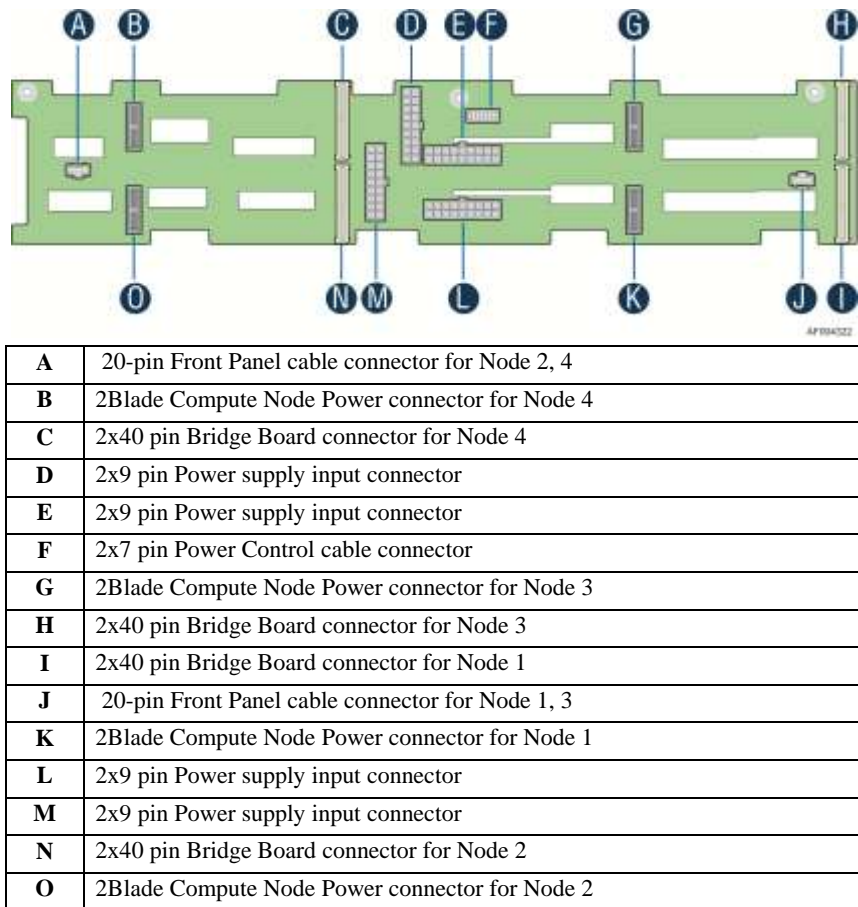 A B C D E F G H
O N M L K J I
AF004322
A 20-pin Front Panel cable connector for Node 2, 4
B 2Blade Compute Node Power connector for Node 4
C 2x40 pin Bridge Board connector for Node 4
D 2x9 pin Power supply input connector
E 2x9 pin Power supply input connector
F 2x7 pin Power Control cable connector
G 2Blade Compute Node Power connector for Node 3
H 2x40 pin Bridge Board connector for Node 3
I 2x40 pin Bridge Board connector for Node 1
J 20-pin Front Panel cable connector for Node 1, 3
K 2Blade Compute Node Power connector for Node 1
L 2x9 pin Power supply input connector
M 2x9 pin Power supply input connector
N 2x40 pin Bridge Board connector for Node 2
O 2Blade Compute Node Power connector for Node 2